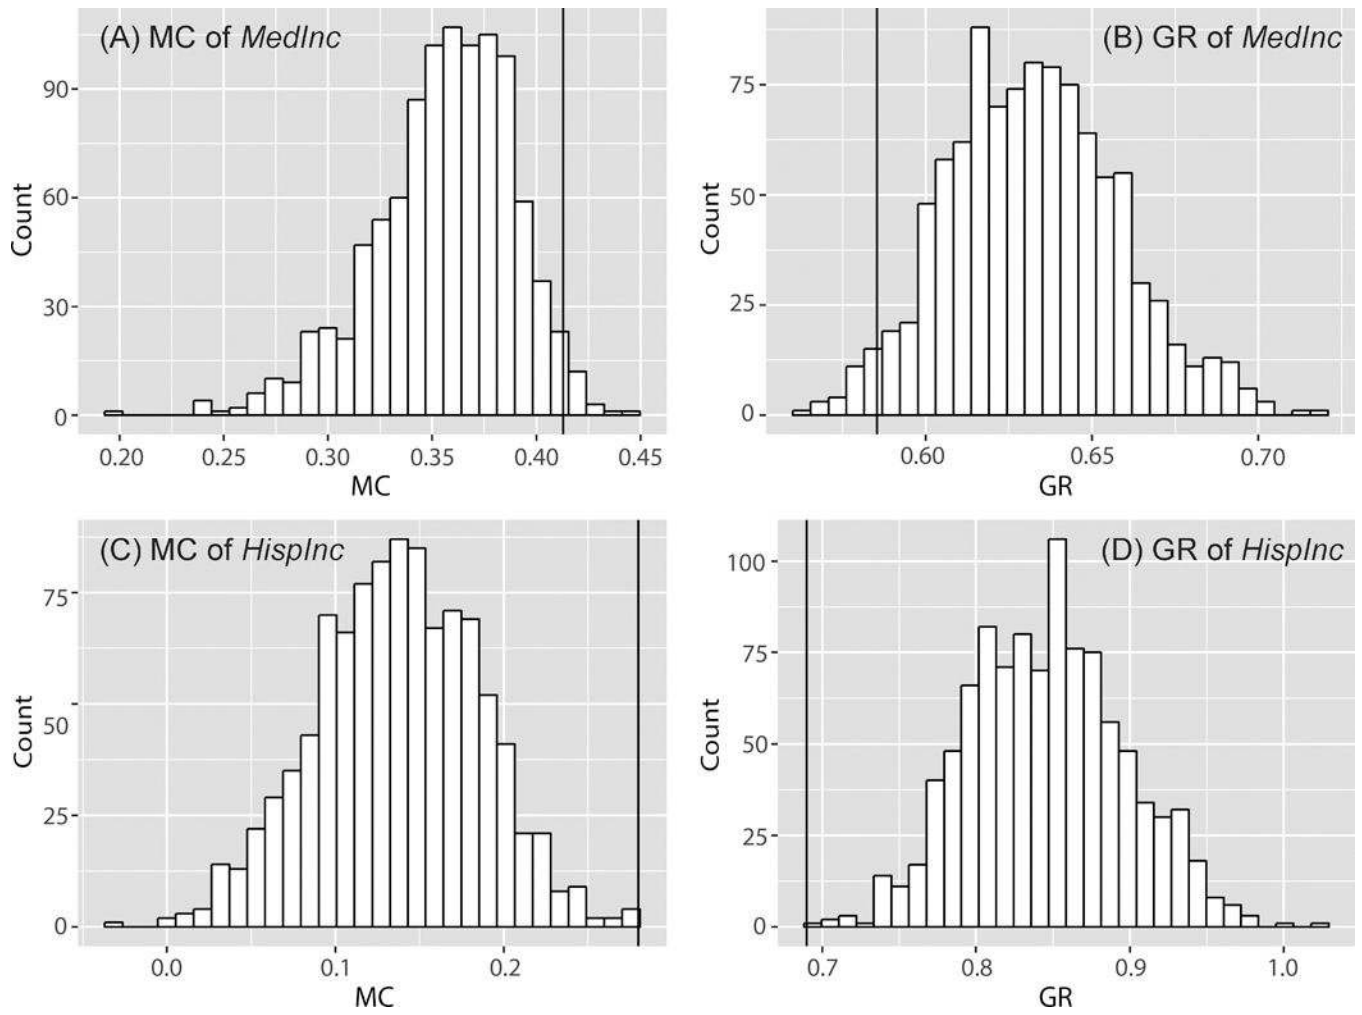 (A) MC of MedInc
Count
90
60
30
0
0.20 0.25 0.30 0.35 0.40 0.45
MC
(B) GR of MedInc
Count
75
50
25
0
0.60 0.65 0.70
GR
(C) MC of HispInc
Count
75
50
25
0
0.0 0.1 0.2
MC
(D) GR of HispInc
Count
100
75
50
25
0
0.7 0.8 0.9 1.0
GR